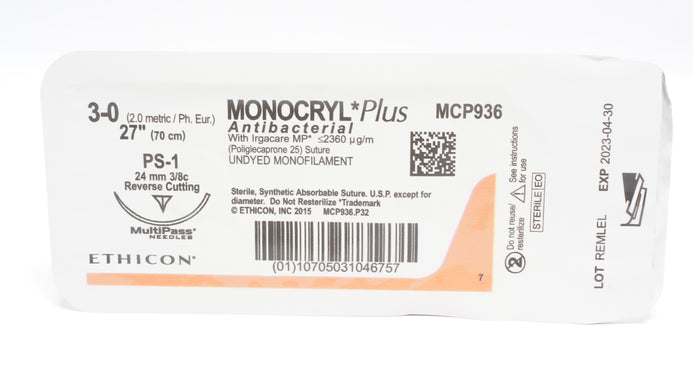 3-0 (2.0 metric / Ph. Eur.)
27" (70 cm)
PS-1
24 mm 3/8c
Reverse Cutting
MultiPass*
NEEDLES
ETHICON*
MONOCRYL*Plus MCP936
Antibacterial
With Irgacare MP* ≤2360 µg/m
(Poliglecaprone 25) Suture
UNDYED MONOFILAMENT
Sterile, Synthetic Absorbable Suture. U.S.P. except for
diameter. Do Not Resterilize *Trademark
© ETHICON, INC 2015 MCP936.P32
(01)10705031046757
7
2 Do not reuse/
resterilize
See instructions
for use
STERILE EO
LOT REMLEL EXP 2023-04-30